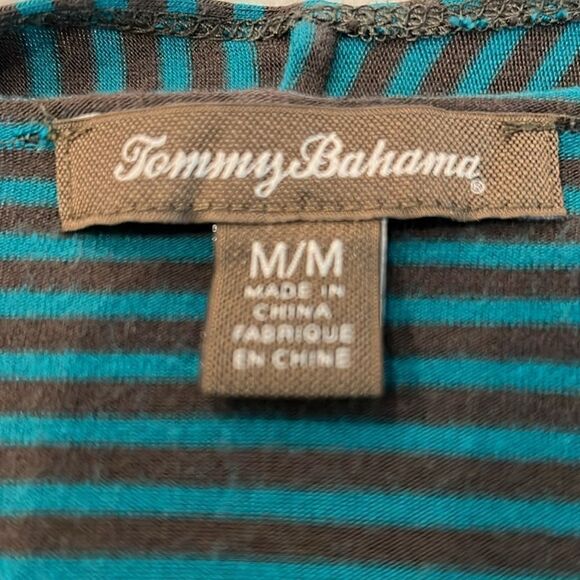 Tommy Bahama®
M/M
MADE IN
CHINA
FABRIQUE
EN CHINE